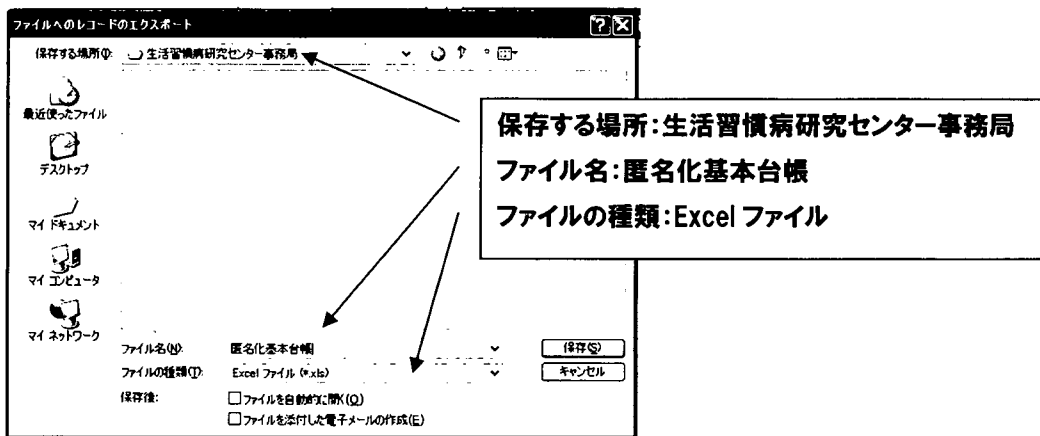 ファイルへのレコードのエクスポート
保存する場所(I): 生活習慣病研究センター事務局
最近使ったファイル
デスクトップ
マイ ドキュメント
マイ コンピュータ
マイ ネットワーク
保存する場所:生活習慣病研究センター事務局
ファイル名:匿名化基本台帳
ファイルの種類:Excel ファイル
ファイル名(N): 匿名化基本台帳 保存(S)
ファイルの種類(T): Excel ファイル (*.xls) キャンセル
保存後: ファイルを自動的に開く(O)
ファイルを添付した電子メールの作成(E)